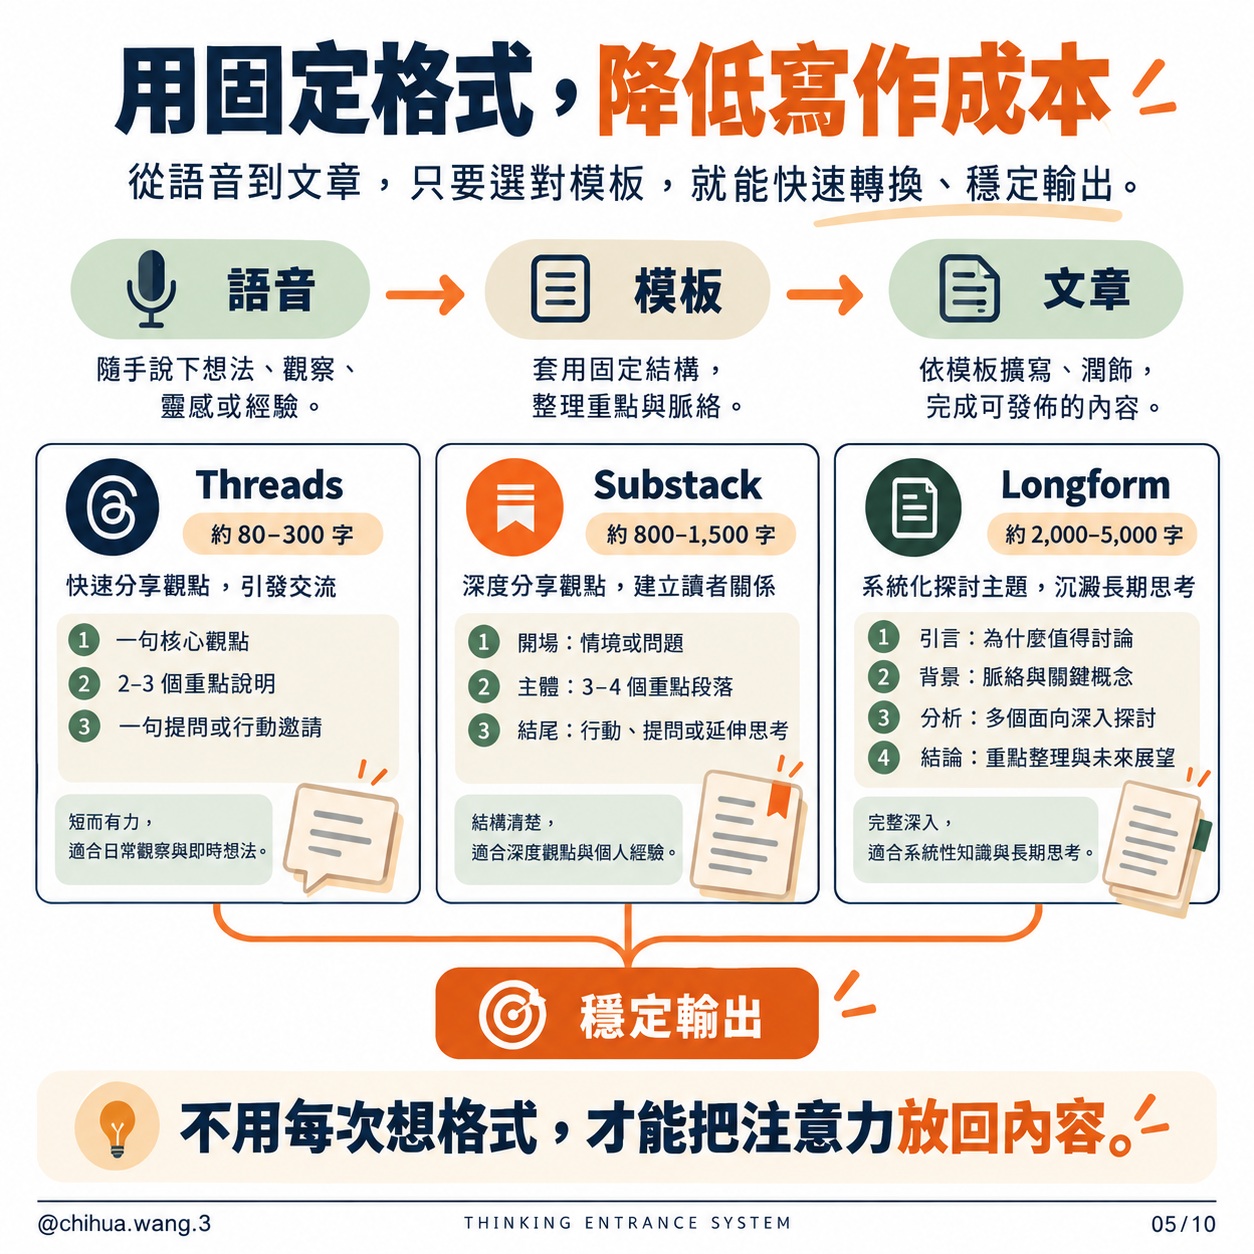 用固定格式，降低寫作成本
從語音到文章，只要選對模板，就能快速轉換、穩定輸出。
語音
模板
文章
隨手說下想法、觀察、
靈感或經驗。
套用固定結構，
整理重點與脈絡。
依模板擴寫、潤飾，
完成可發佈的內容。
Threads
約 80–300 字
快速分享觀點，引發交流
1 一句核心觀點
2 2–3 個重點說明
3 一句提問或行動邀請
短而有力，
適合日常觀察與即時想法。
Substack
約 800–1,500 字
深度分享觀點，建立讀者關係
1 開場：情境或問題
2 主體：3–4 個重點段落
3 結尾：行動、提問或延伸思考
結構清楚，
適合深度觀點與個人經驗。
Longform
約 2,000–5,000 字
系統化探討主題，沉澱長期思考
1 引言：為什麼值得討論
2 背景：脈絡與關鍵概念
3 分析：多個面向深入探討
4 結論：重點整理與未來展望
完整深入，
適合系統性知識與長期思考。
穩定輸出
不用每次想格式，才能把注意力放回內容。
@chihua.wang.3
THINKING ENTRANCE SYSTEM
05/10